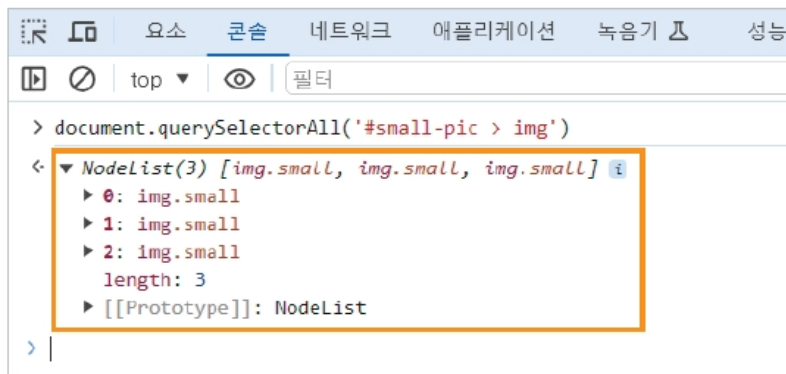 요소 콘솔 네트워크 애플리케이션 녹음기 성능
top ▼ 필터
> document.querySelectorAll('#small-pic > img')
<· ▼ NodeList(3) [img.small, img.small, img.small] i
▶ 0: img.small
▶ 1: img.small
▶ 2: img.small
length: 3
▶ [[Prototype]]: NodeList
>